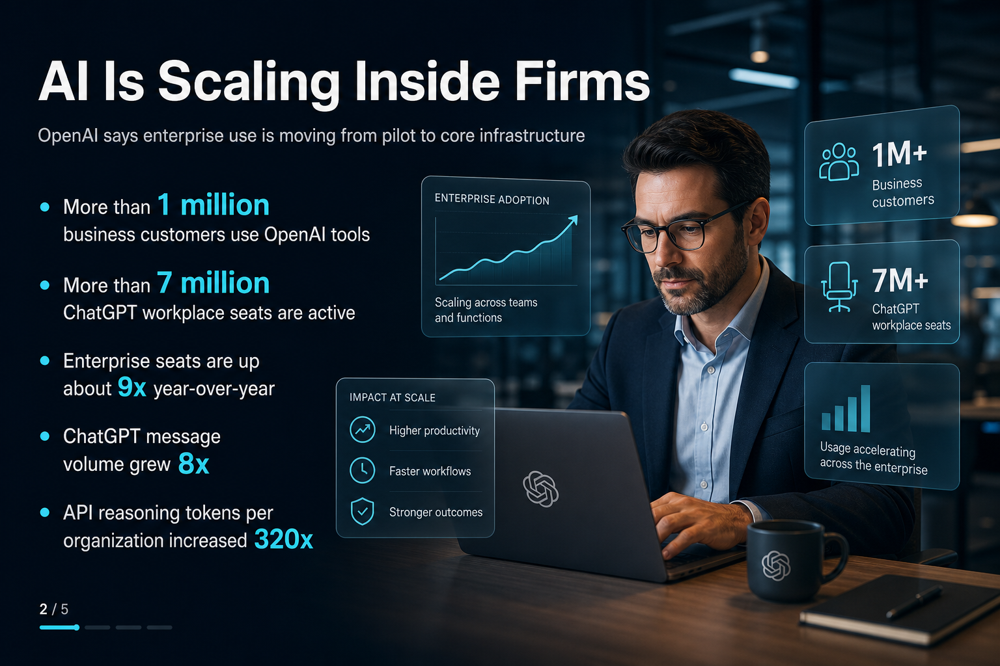 AI Is Scaling Inside Firms
OpenAI says enterprise use is moving from pilot to core infrastructure
More than 1 million
business customers use OpenAI tools
More than 7 million
ChatGPT workplace seats are active
Enterprise seats are up
about 9x year-over-year
ChatGPT message
volume grew 8x
API reasoning tokens per
organization increased 320x
2 / 5
ENTERPRISE ADOPTION
Scaling across teams
and functions
IMPACT AT SCALE
Higher productivity
Faster workflows
Stronger outcomes
1M+
Business
customers
7M+
ChatGPT
workplace seats
Usage accelerating
across the enterprise